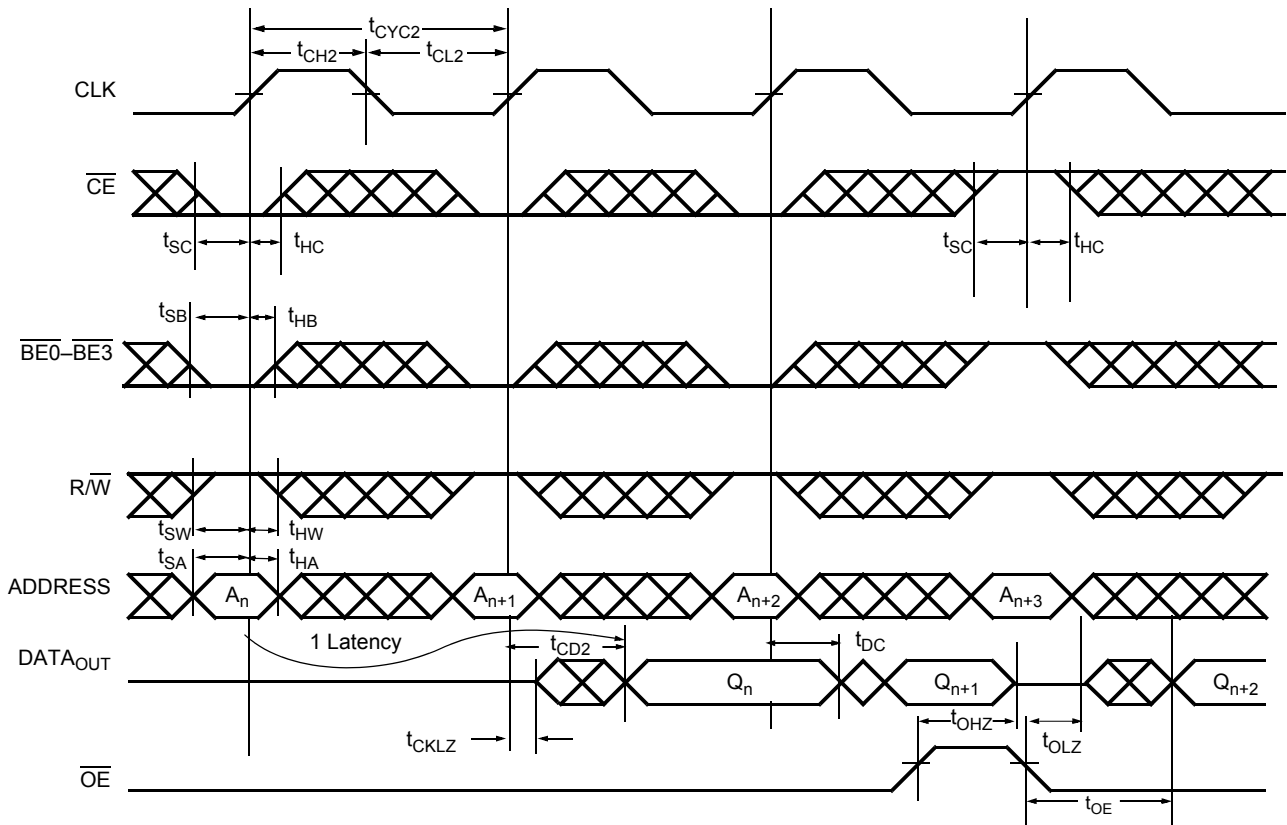 tCYC2
tCH2 tCL2
CLK
CE
tSC tHC tSC tHC
tSB tHB
BE0–BE3
R/W
tSW tHW
tSA tHA
ADDRESS An An+1 An+2 An+3
1 Latency tCD2 tDC
DATAOUT Qn Qn+1 Qn+2
tOHZ
tCKLZ tOLZ
OE
tOE